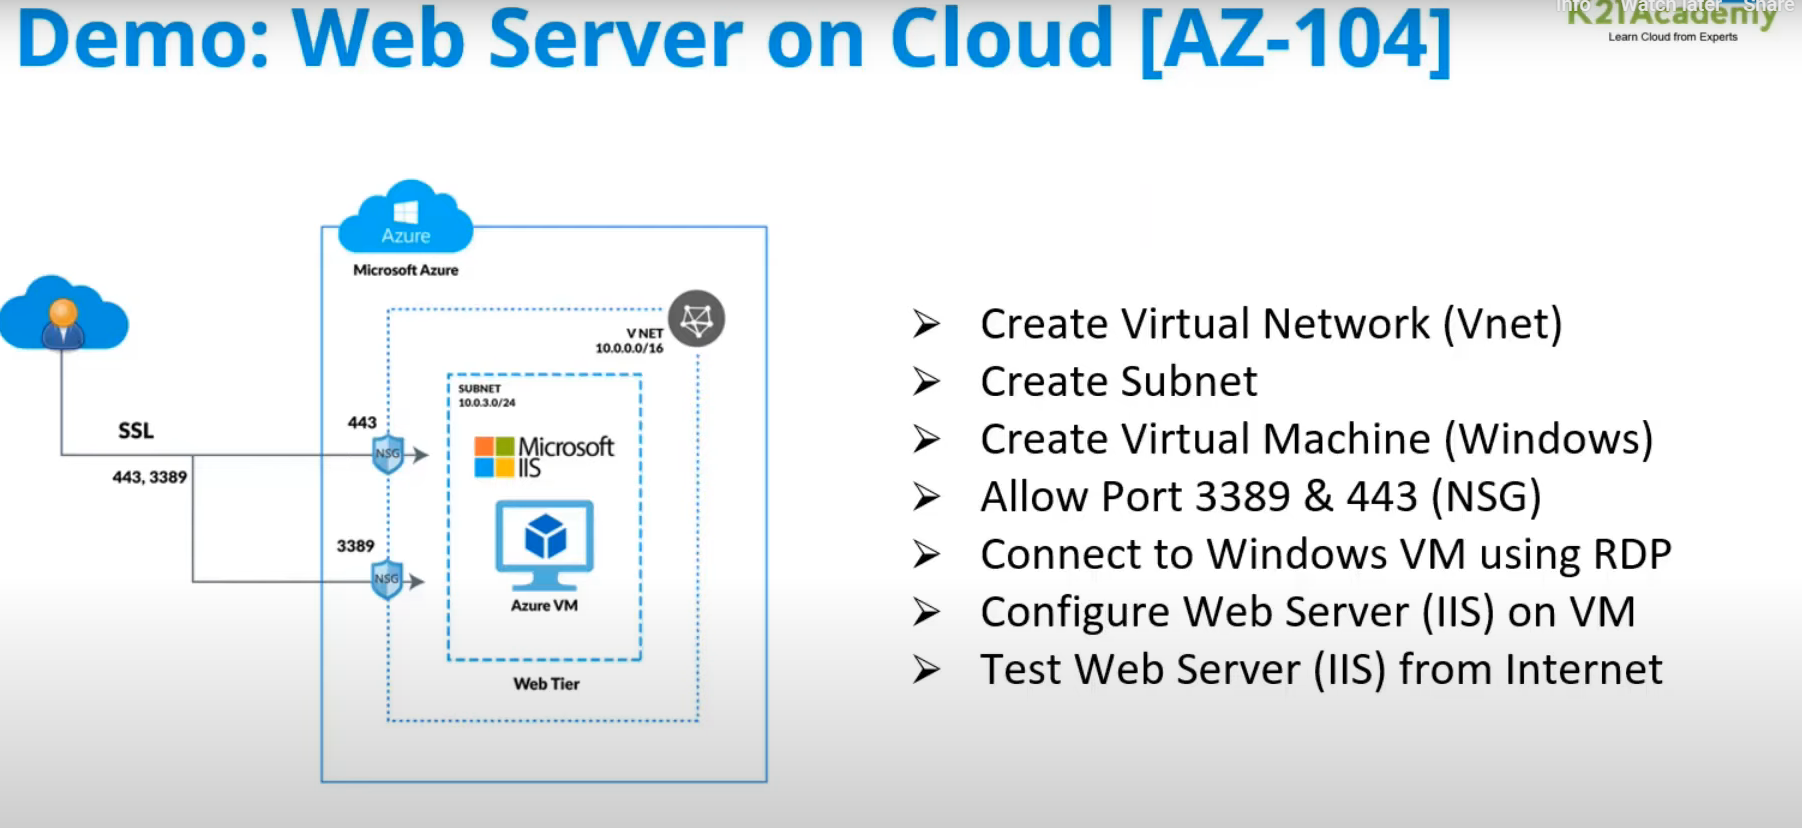 Demo: Web Server on Cloud [AZ-104]
Info Watch later Share
K21Academy
Learn Cloud from Experts
Azure
Microsoft Azure
V NET
10.0.0.0/16
SUBNET
10.0.3.0/24
443
SSL
NSG
Microsoft
IIS
443, 3389
3389
NSG
Azure VM
Web Tier
➢ Create Virtual Network (Vnet)
➢ Create Subnet
➢ Create Virtual Machine (Windows)
➢ Allow Port 3389 & 443 (NSG)
➢ Connect to Windows VM using RDP
➢ Configure Web Server (IIS) on VM
➢ Test Web Server (IIS) from Internet